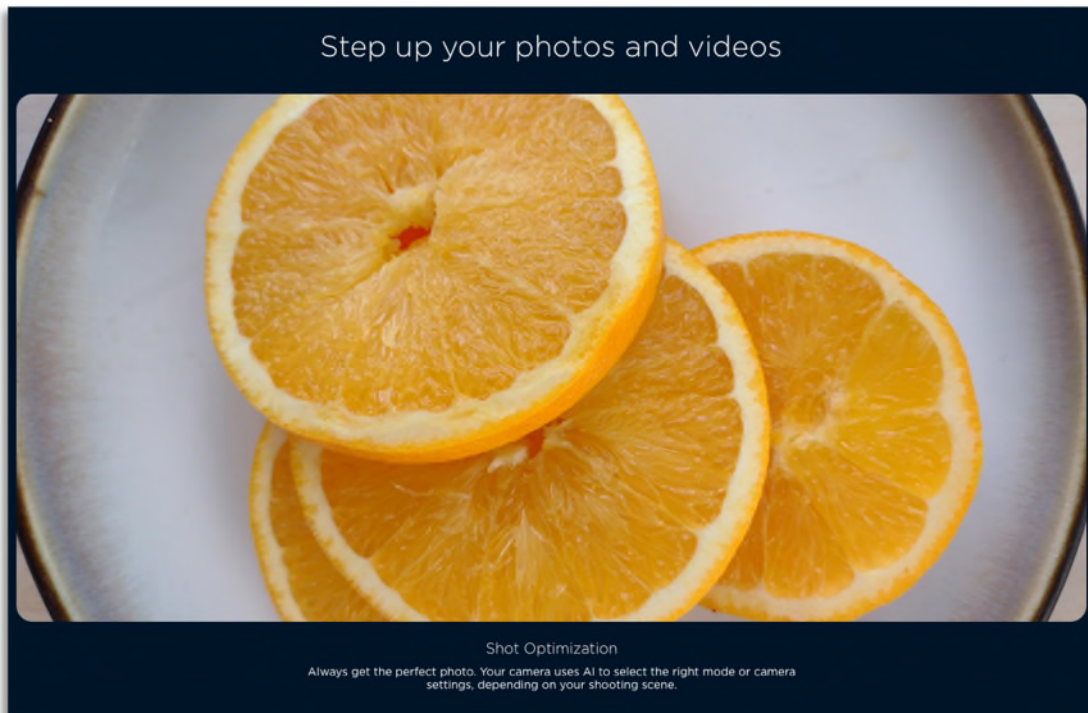 Step up your photos and videos
Shot Optimization
Always get the perfect photo. Your camera uses AI to select the right mode or camera
settings, depending on your shooting scene.